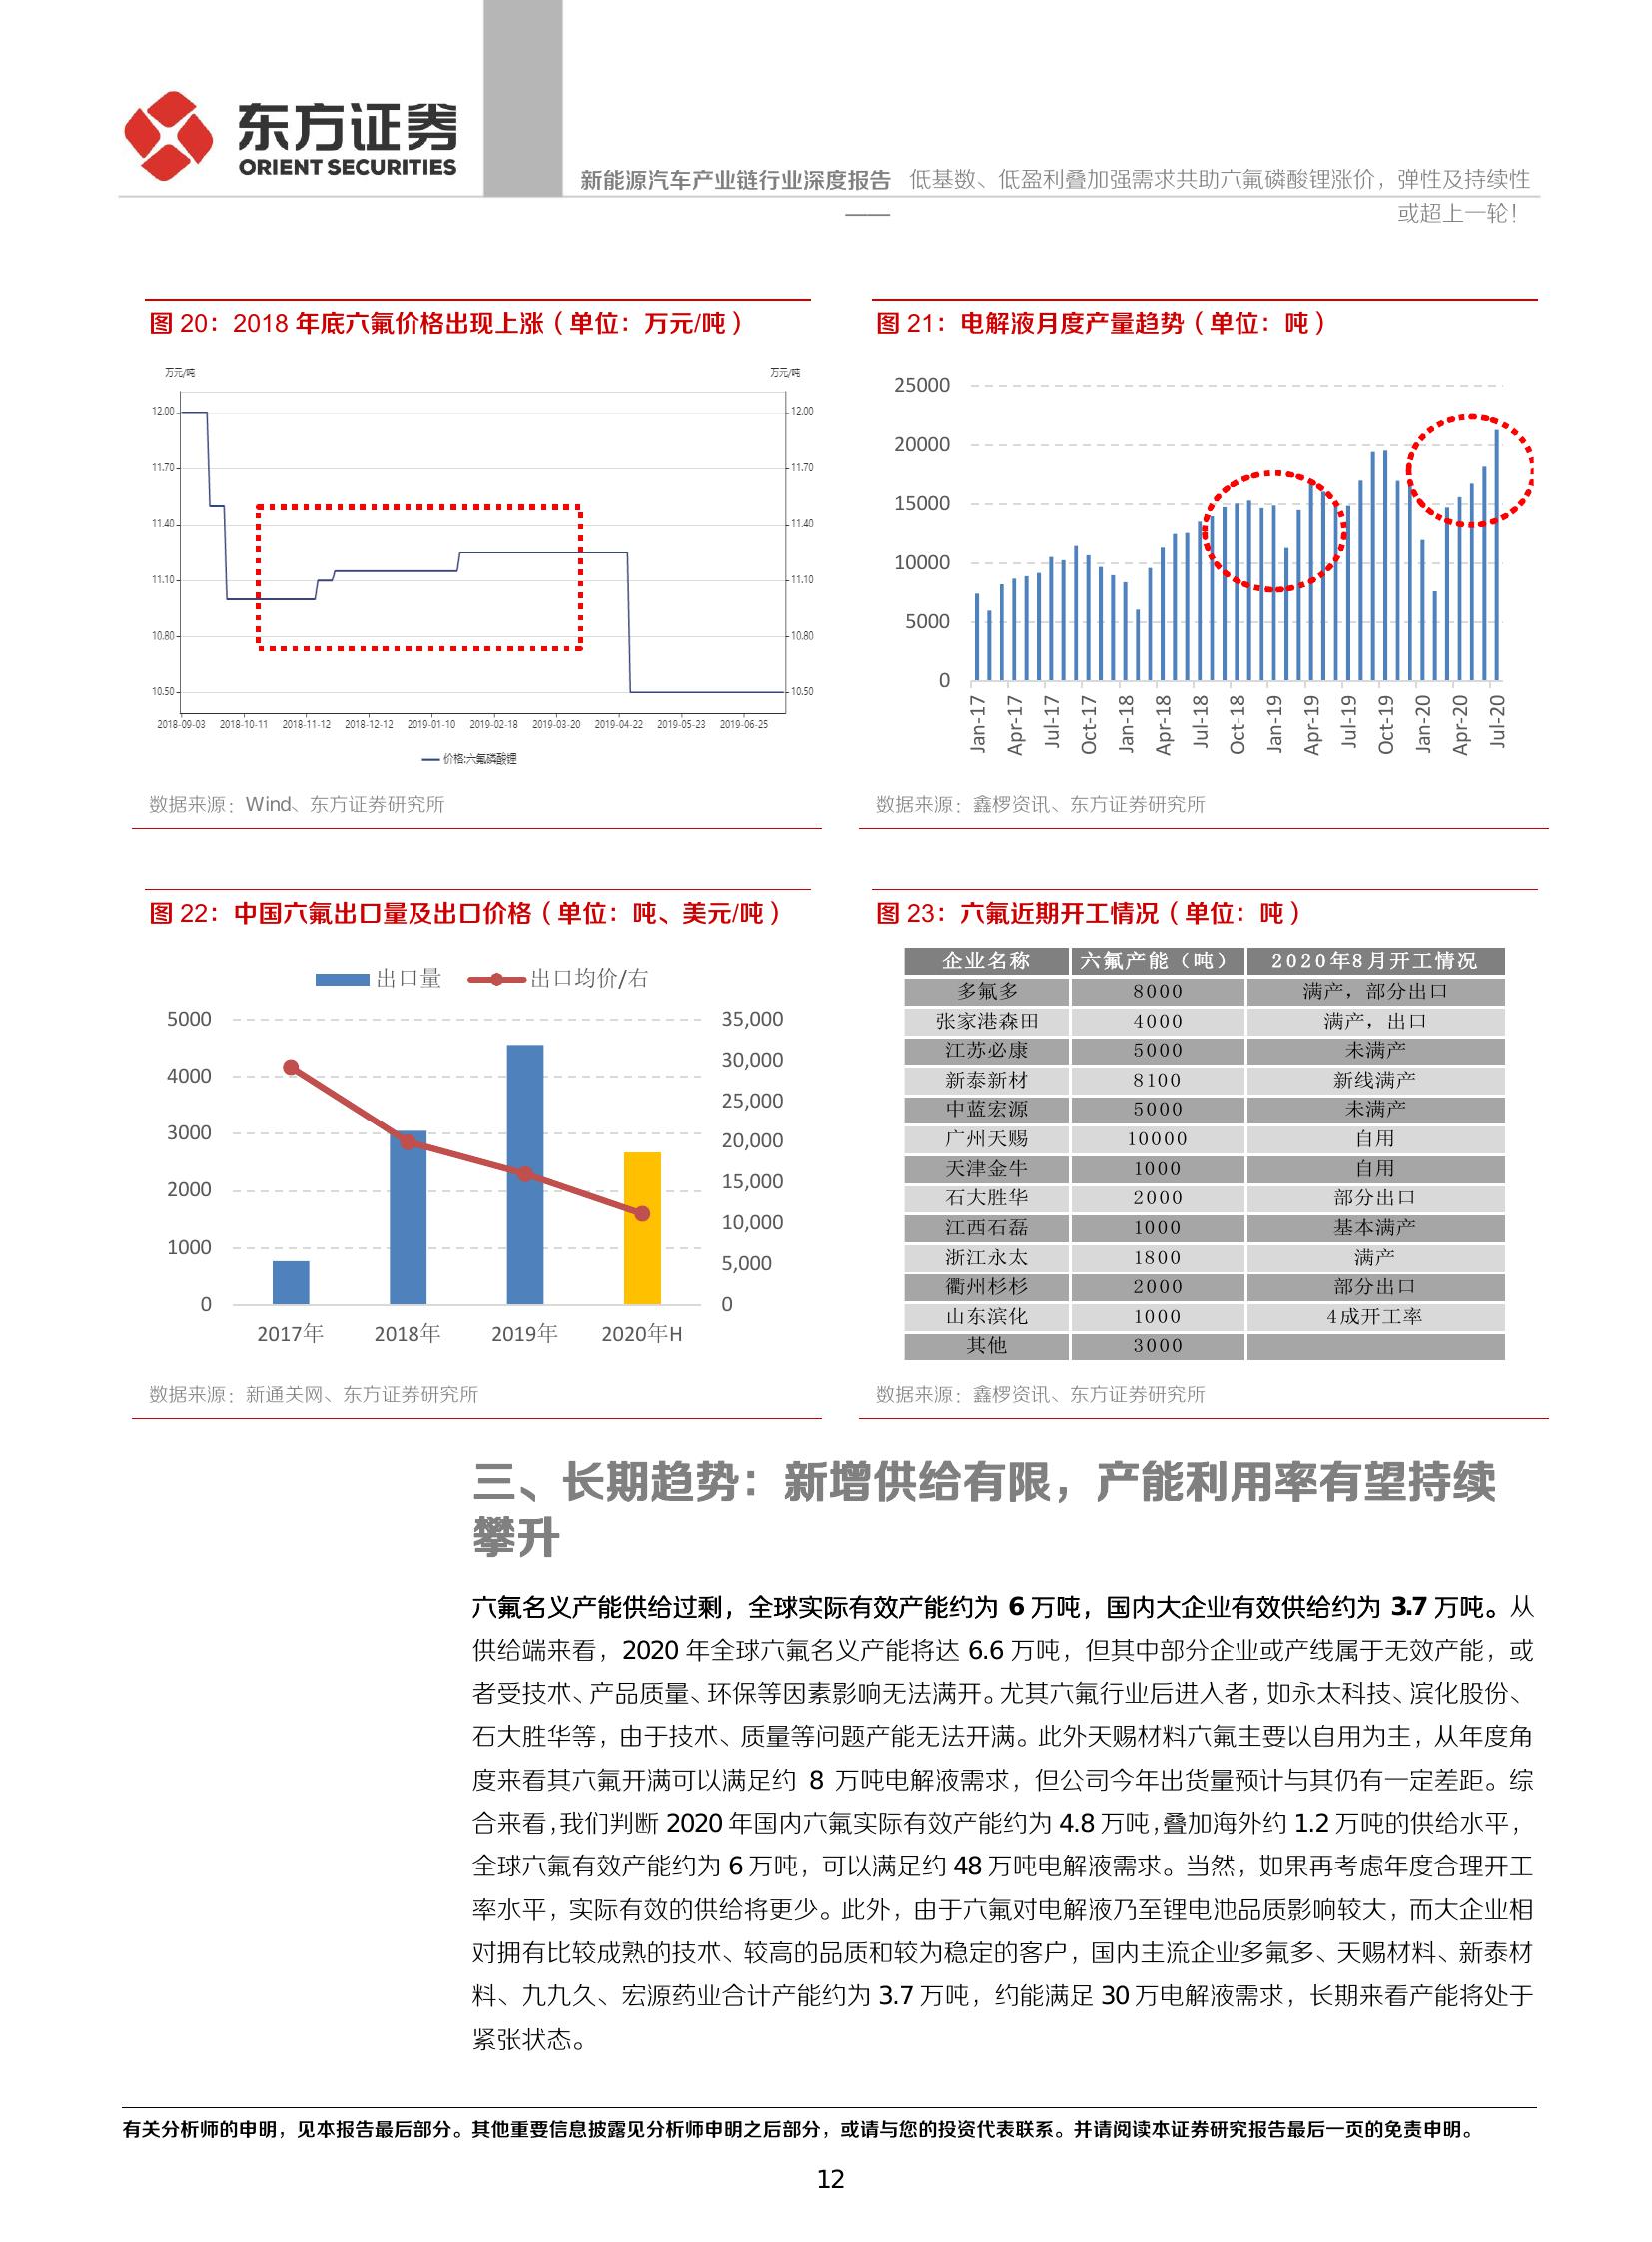 东方证券
ORIENT SECURITIES
新能源汽车产业链行业深度报告 低基数、低盈利叠加强需求共助六氟磷酸锂涨价，弹性及持续性
——
或超上一轮！
图 20：2018 年底六氟价格出现上涨（单位：万元/吨）
万元/吨 万元/吨
12.00 12.00
11.70 11.70
11.40 11.40
11.10 11.10
10.80 10.80
10.50 10.50
2018-09-03 2018-10-11 2018-11-12 2018-12-12 2019-01-10 2019-02-18 2019-03-20 2019-04-22 2019-05-23 2019-06-25
价格:六氟磷酸锂
数据来源：Wind、东方证券研究所
图 21：电解液月度产量趋势（单位：吨）
25000
20000
15000
10000
5000
0
Jan-17 Apr-17 Jul-17 Oct-17 Jan-18 Apr-18 Jul-18 Oct-18 Jan-19 Apr-19 Jul-19 Oct-19 Jan-20 Apr-20 Jul-20
数据来源：鑫椤资讯、东方证券研究所
图 22：中国六氟出口量及出口价格（单位：吨、美元/吨）
出口量 出口均价/右
5000 35,000
30,000
4000
25,000
3000 20,000
2000 15,000
10,000
1000
5,000
0 0
2017年 2018年 2019年 2020年H
数据来源：新通关网、东方证券研究所
图 23：六氟近期开工情况（单位：吨）
企业名称 六氟产能（吨） 2020年8月开工情况
多氟多 8000 满产，部分出口
张家港森田 4000 满产，出口
江苏必康 5000 未满产
新泰新材 8100 新线满产
中蓝宏源 5000 未满产
广州天赐 10000 自用
天津金牛 1000 自用
石大胜华 2000 部分出口
江西石磊 1000 基本满产
浙江永太 1800 满产
衢州杉杉 2000 部分出口
山东滨化 1000 4成开工率
其他 3000
数据来源：鑫椤资讯、东方证券研究所
三、长期趋势：新增供给有限，产能利用率有望持续
攀升
六氟名义产能供给过剩，全球实际有效产能约为 6 万吨，国内大企业有效供给约为 3.7 万吨。从
供给端来看，2020 年全球六氟名义产能将达 6.6 万吨，但其中部分企业或产线属于无效产能，或
者受技术、产品质量、环保等因素影响无法满开。尤其六氟行业后进入者，如永太科技、滨化股份、
石大胜华等，由于技术、质量等问题产能无法开满。此外天赐材料六氟主要以自用为主，从年度角
度来看其六氟开满可以满足约 8 万吨电解液需求，但公司今年出货量预计与其仍有一定差距。综
合来看，我们判断 2020 年国内六氟实际有效产能约为 4.8 万吨，叠加海外约 1.2 万吨的供给水平，
全球六氟有效产能约为 6 万吨，可以满足约 48 万吨电解液需求。当然，如果再考虑年度合理开工
率水平，实际有效的供给将更少。此外，由于六氟对电解液乃至锂电池品质影响较大，而大企业相
对拥有比较成熟的技术、较高的品质和较为稳定的客户，国内主流企业多氟多、天赐材料、新泰材
料、九九久、宏源药业合计产能约为 3.7 万吨，约能满足 30 万电解液需求，长期来看产能将处于
紧张状态。
有关分析师的申明，见本报告最后部分。其他重要信息披露见分析师申明之后部分，或请与您的投资代表联系。并请阅读本证券研究报告最后一页的免责申明。
12